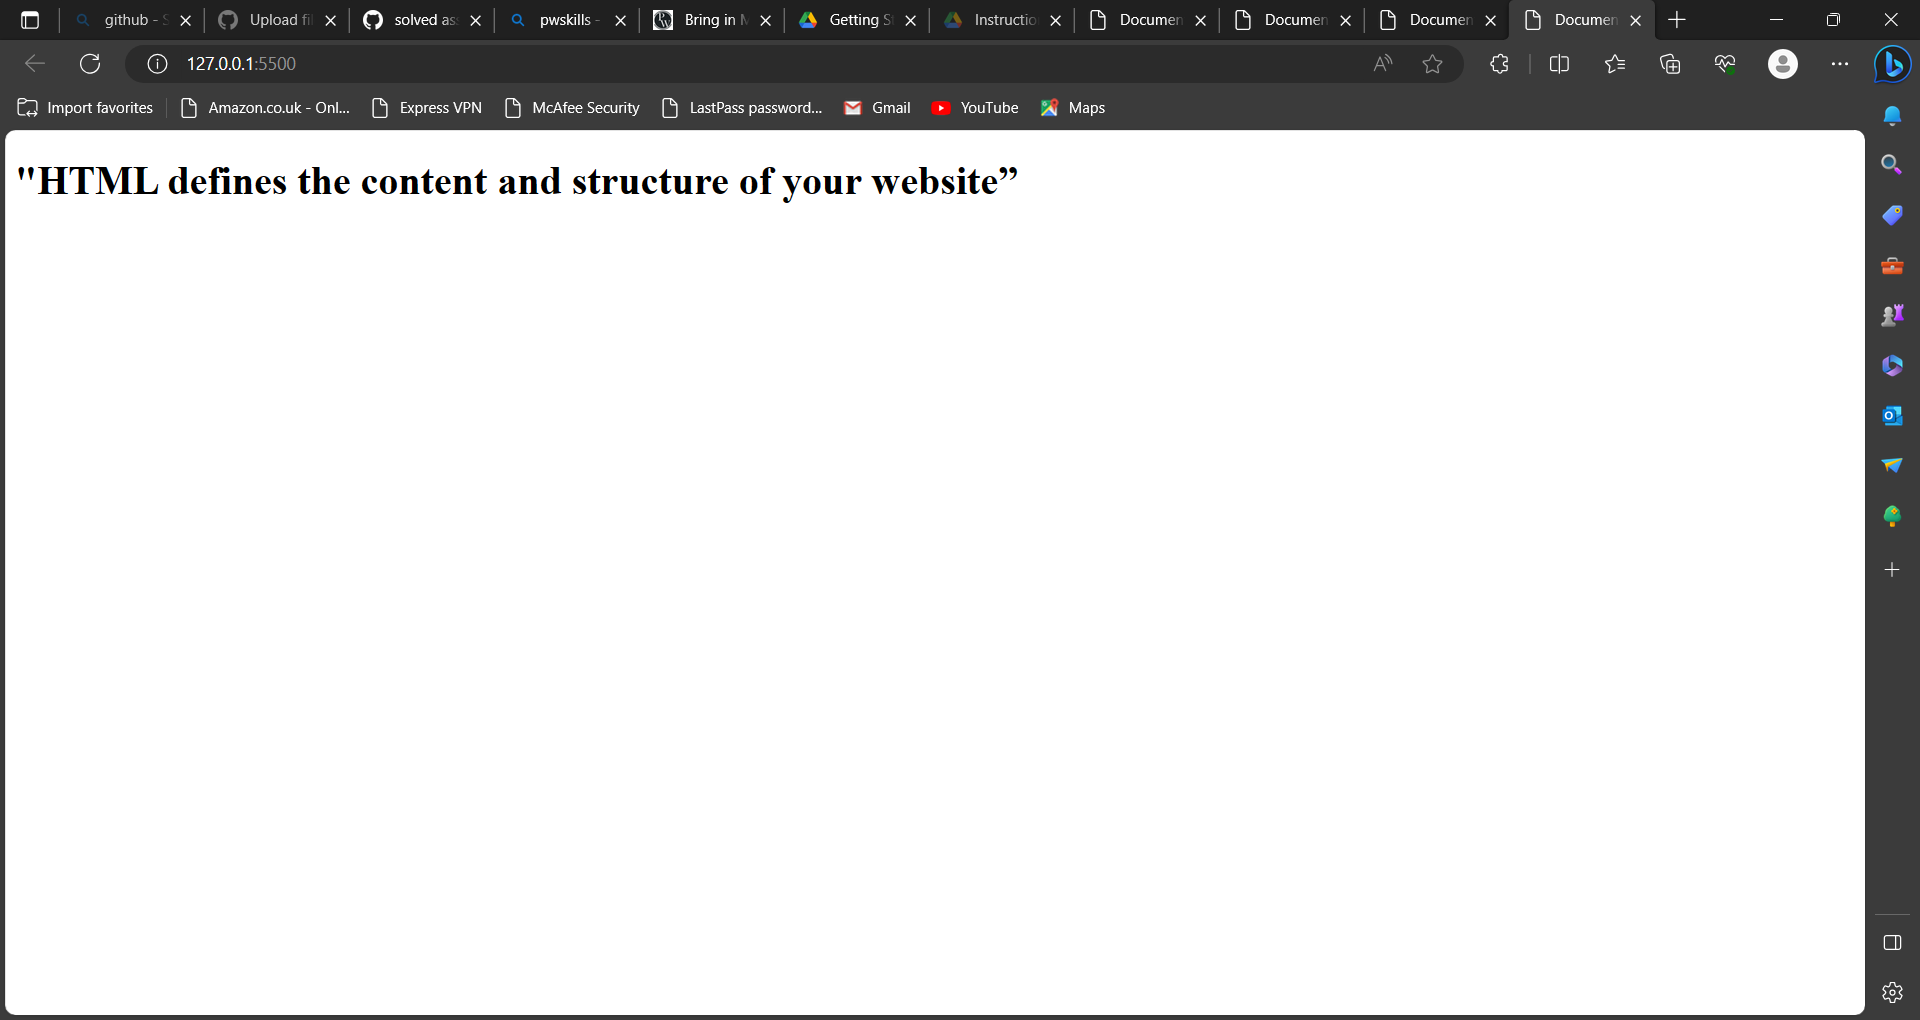 github - S
Upload fil
solved as
pwskills -
Bring in M
Getting St
Instructio
Documen
Documen
Documen
Documen
127.0.0.1:5500
Import favorites
Amazon.co.uk - Onl...
Express VPN
McAfee Security
LastPass password...
Gmail
YouTube
Maps
"HTML defines the content and structure of your website”